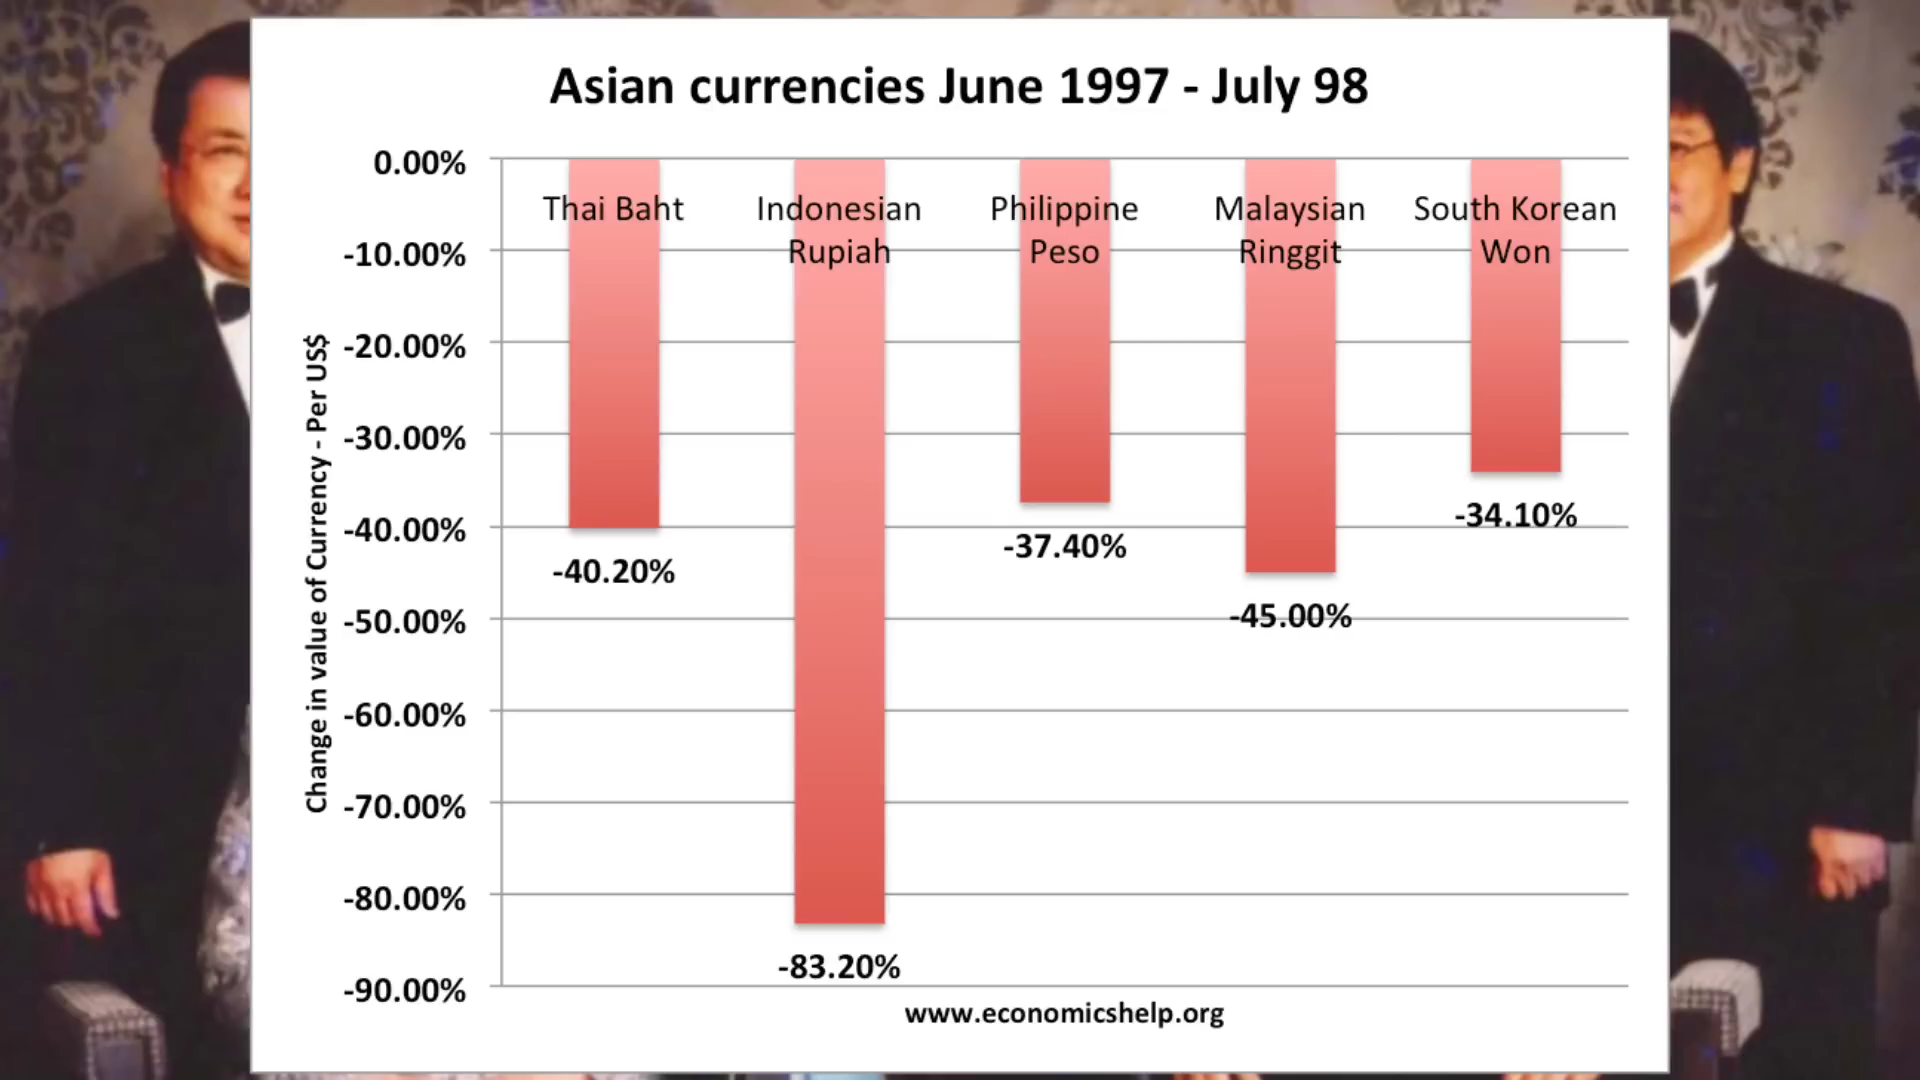 Asian currencies June 1997 - July 98
0.00%
-10.00%
-20.00%
-30.00%
-40.00%
-50.00%
-60.00%
-70.00%
-80.00%
-90.00%
Change in value of Currency - Per US$
Thai Baht
Indonesian
Rupiah
Philippine
Peso
Malaysian
Ringgit
South Korean
Won
-40.20%
-83.20%
-37.40%
-45.00%
-34.10%
www.economicshelp.org